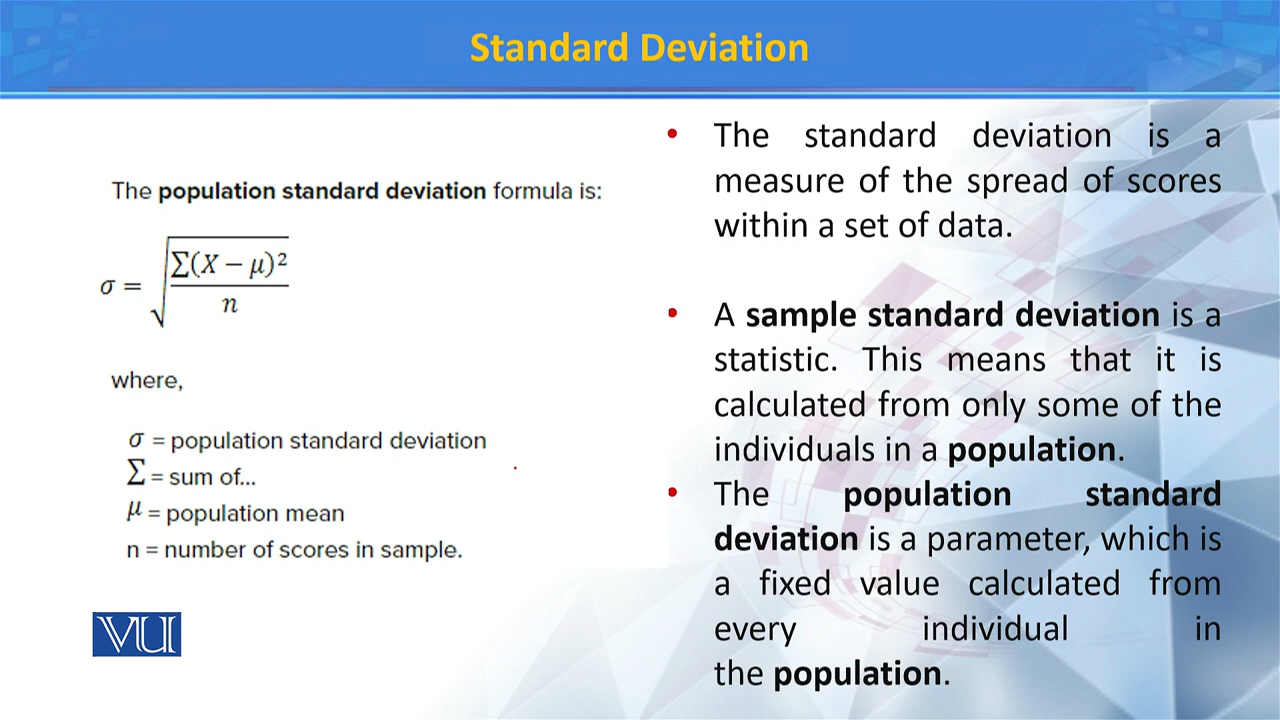 Standard Deviation
The population standard deviation formula is:
σ = √(∑(X − μ)² / n)
where,
σ = population standard deviation
∑ = sum of...
μ = population mean
n = number of scores in sample.
VU
• The standard deviation is a
measure of the spread of scores
within a set of data.
• A sample standard deviation is a
statistic. This means that it is
calculated from only some of the
individuals in a population.
• The population standard
deviation is a parameter, which is
a fixed value calculated from
every individual in
the population.